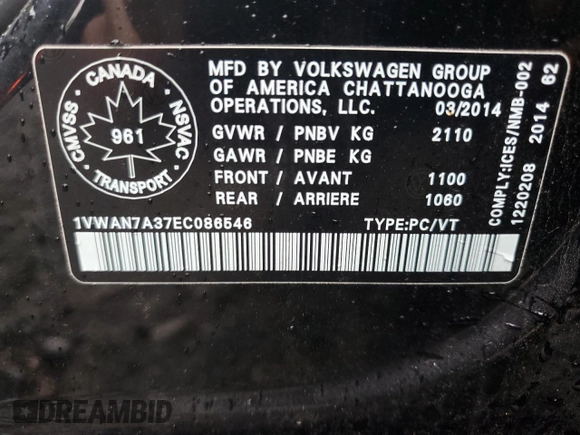 CANADA
CMVSS
NSVAC
961
TRANSPORT
MFD BY VOLKSWAGEN GROUP
OF AMERICA CHATTANOOGA
OPERATIONS, LLC. 03/2014
GVWR / PNBV KG 2110
GAWR / PNBE KG
FRONT / AVANT 1100
REAR / ARRIERE 1060
1VWAN7A37EC086546 TYPE:PC/VT
COMPLY:ICES/NMB-002
1220208 2014 62
DREAMBID